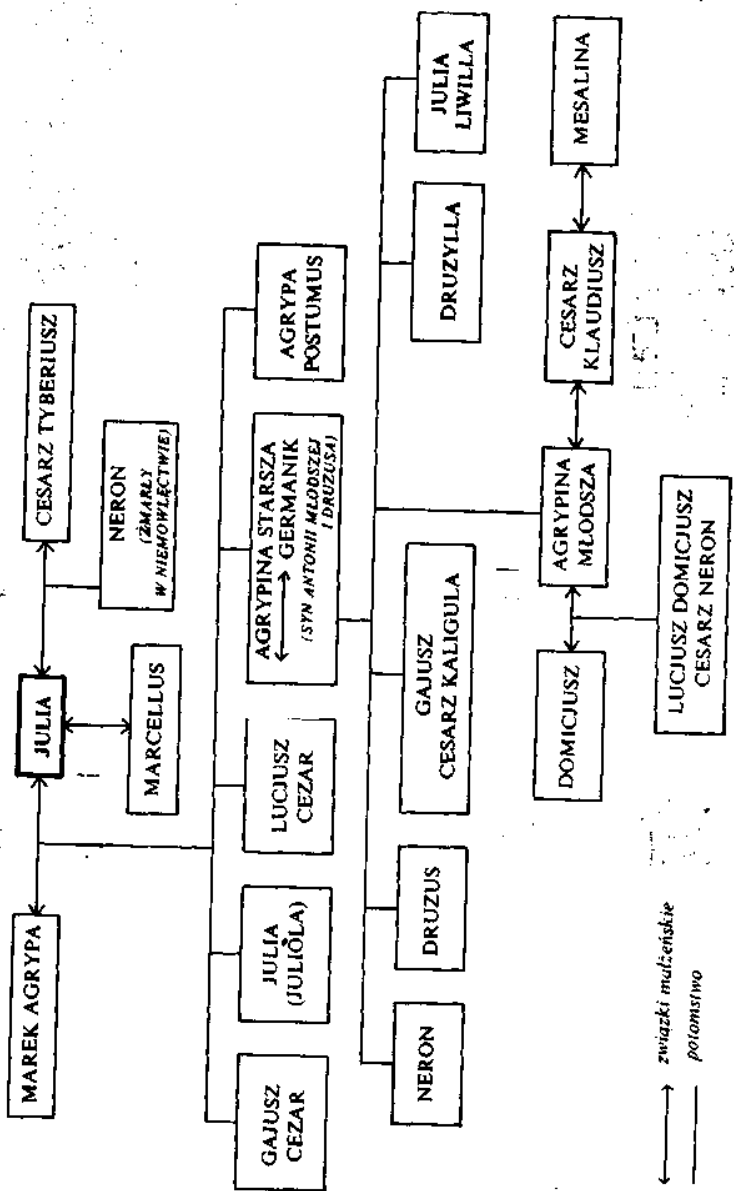 MAREK AGRYPA
JULIA
CESARZ TYBERIUSZ
MARCELLUS
NERON
(ZMARŁY
W NIEMOWLĘCTWIE)
GAJUSZ
CEZAR
JULIA
(JULIOLA)
LUCJUSZ
CEZAR
AGRYPINA STARSZA
GERMANIK
(SYN ANTONII MŁODSZEJ
I DRUZUSA)
AGRYPA
POSTUMUS
NERON
DRUZUS
GAJUSZ
CESARZ KALIGULA
DRUZYLLA
JULIA
LIWILLA
DOMICJUSZ
AGRYPINA
MŁODSZA
CESARZ
KLAUDIUSZ
MESALINA
LUCJUSZ DOMICJUSZ
CESARZ NERON
związki małżeńskie
potomstwo